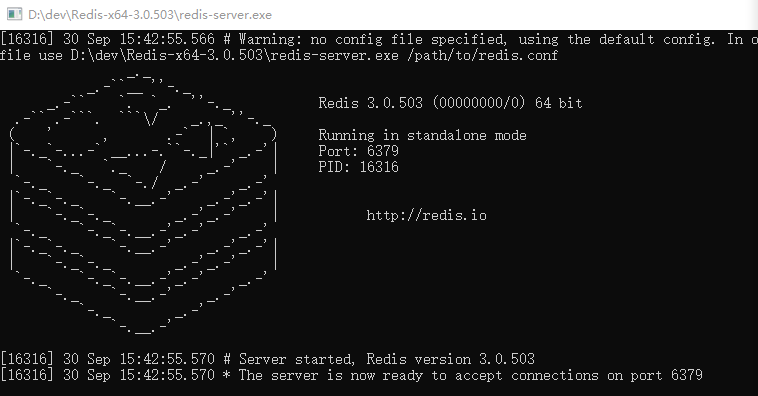 D:\dev\Redis-x64-3.0.503\redis-server.exe
[16316] 30 Sep 15:42:55.566 # Warning: no config file specified, using the default config. In o
file use D:\dev\Redis-x64-3.0.503\redis-server.exe /path/to/redis.conf
Redis 3.0.503 (00000000/0) 64 bit
Running in standalone mode
Port: 6379
PID: 16316
http://redis.io
[16316] 30 Sep 15:42:55.570 # Server started, Redis version 3.0.503
[16316] 30 Sep 15:42:55.570 * The server is now ready to accept connections on port 6379